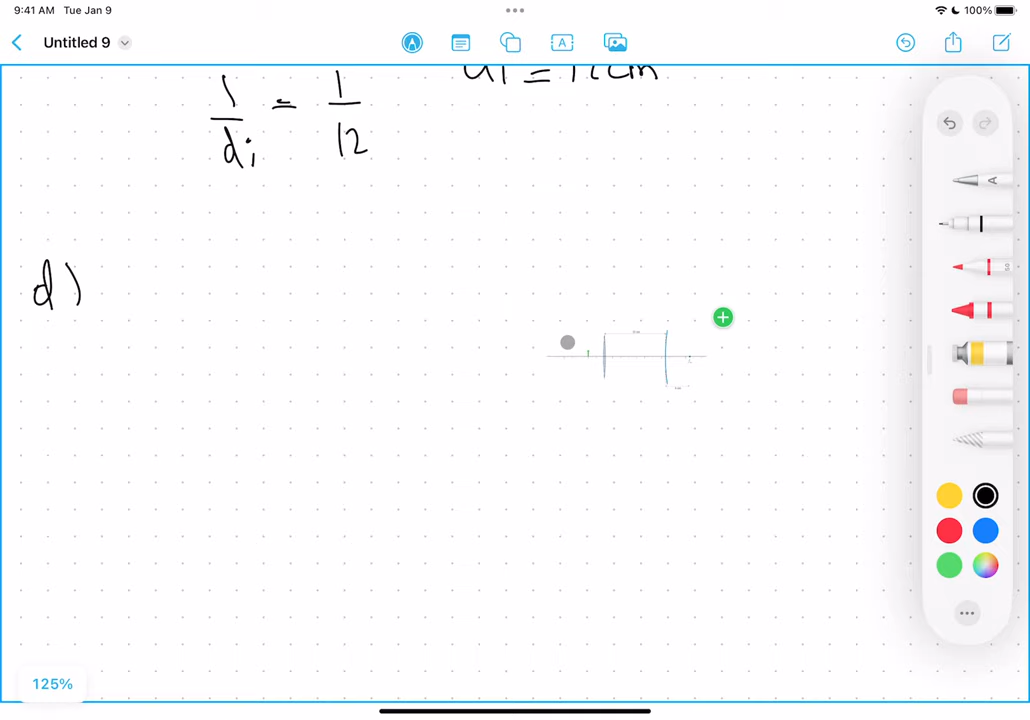 9:41 AM Tue Jan 9
100%
Untitled 9
A
1/di = 1/12
d)
125%